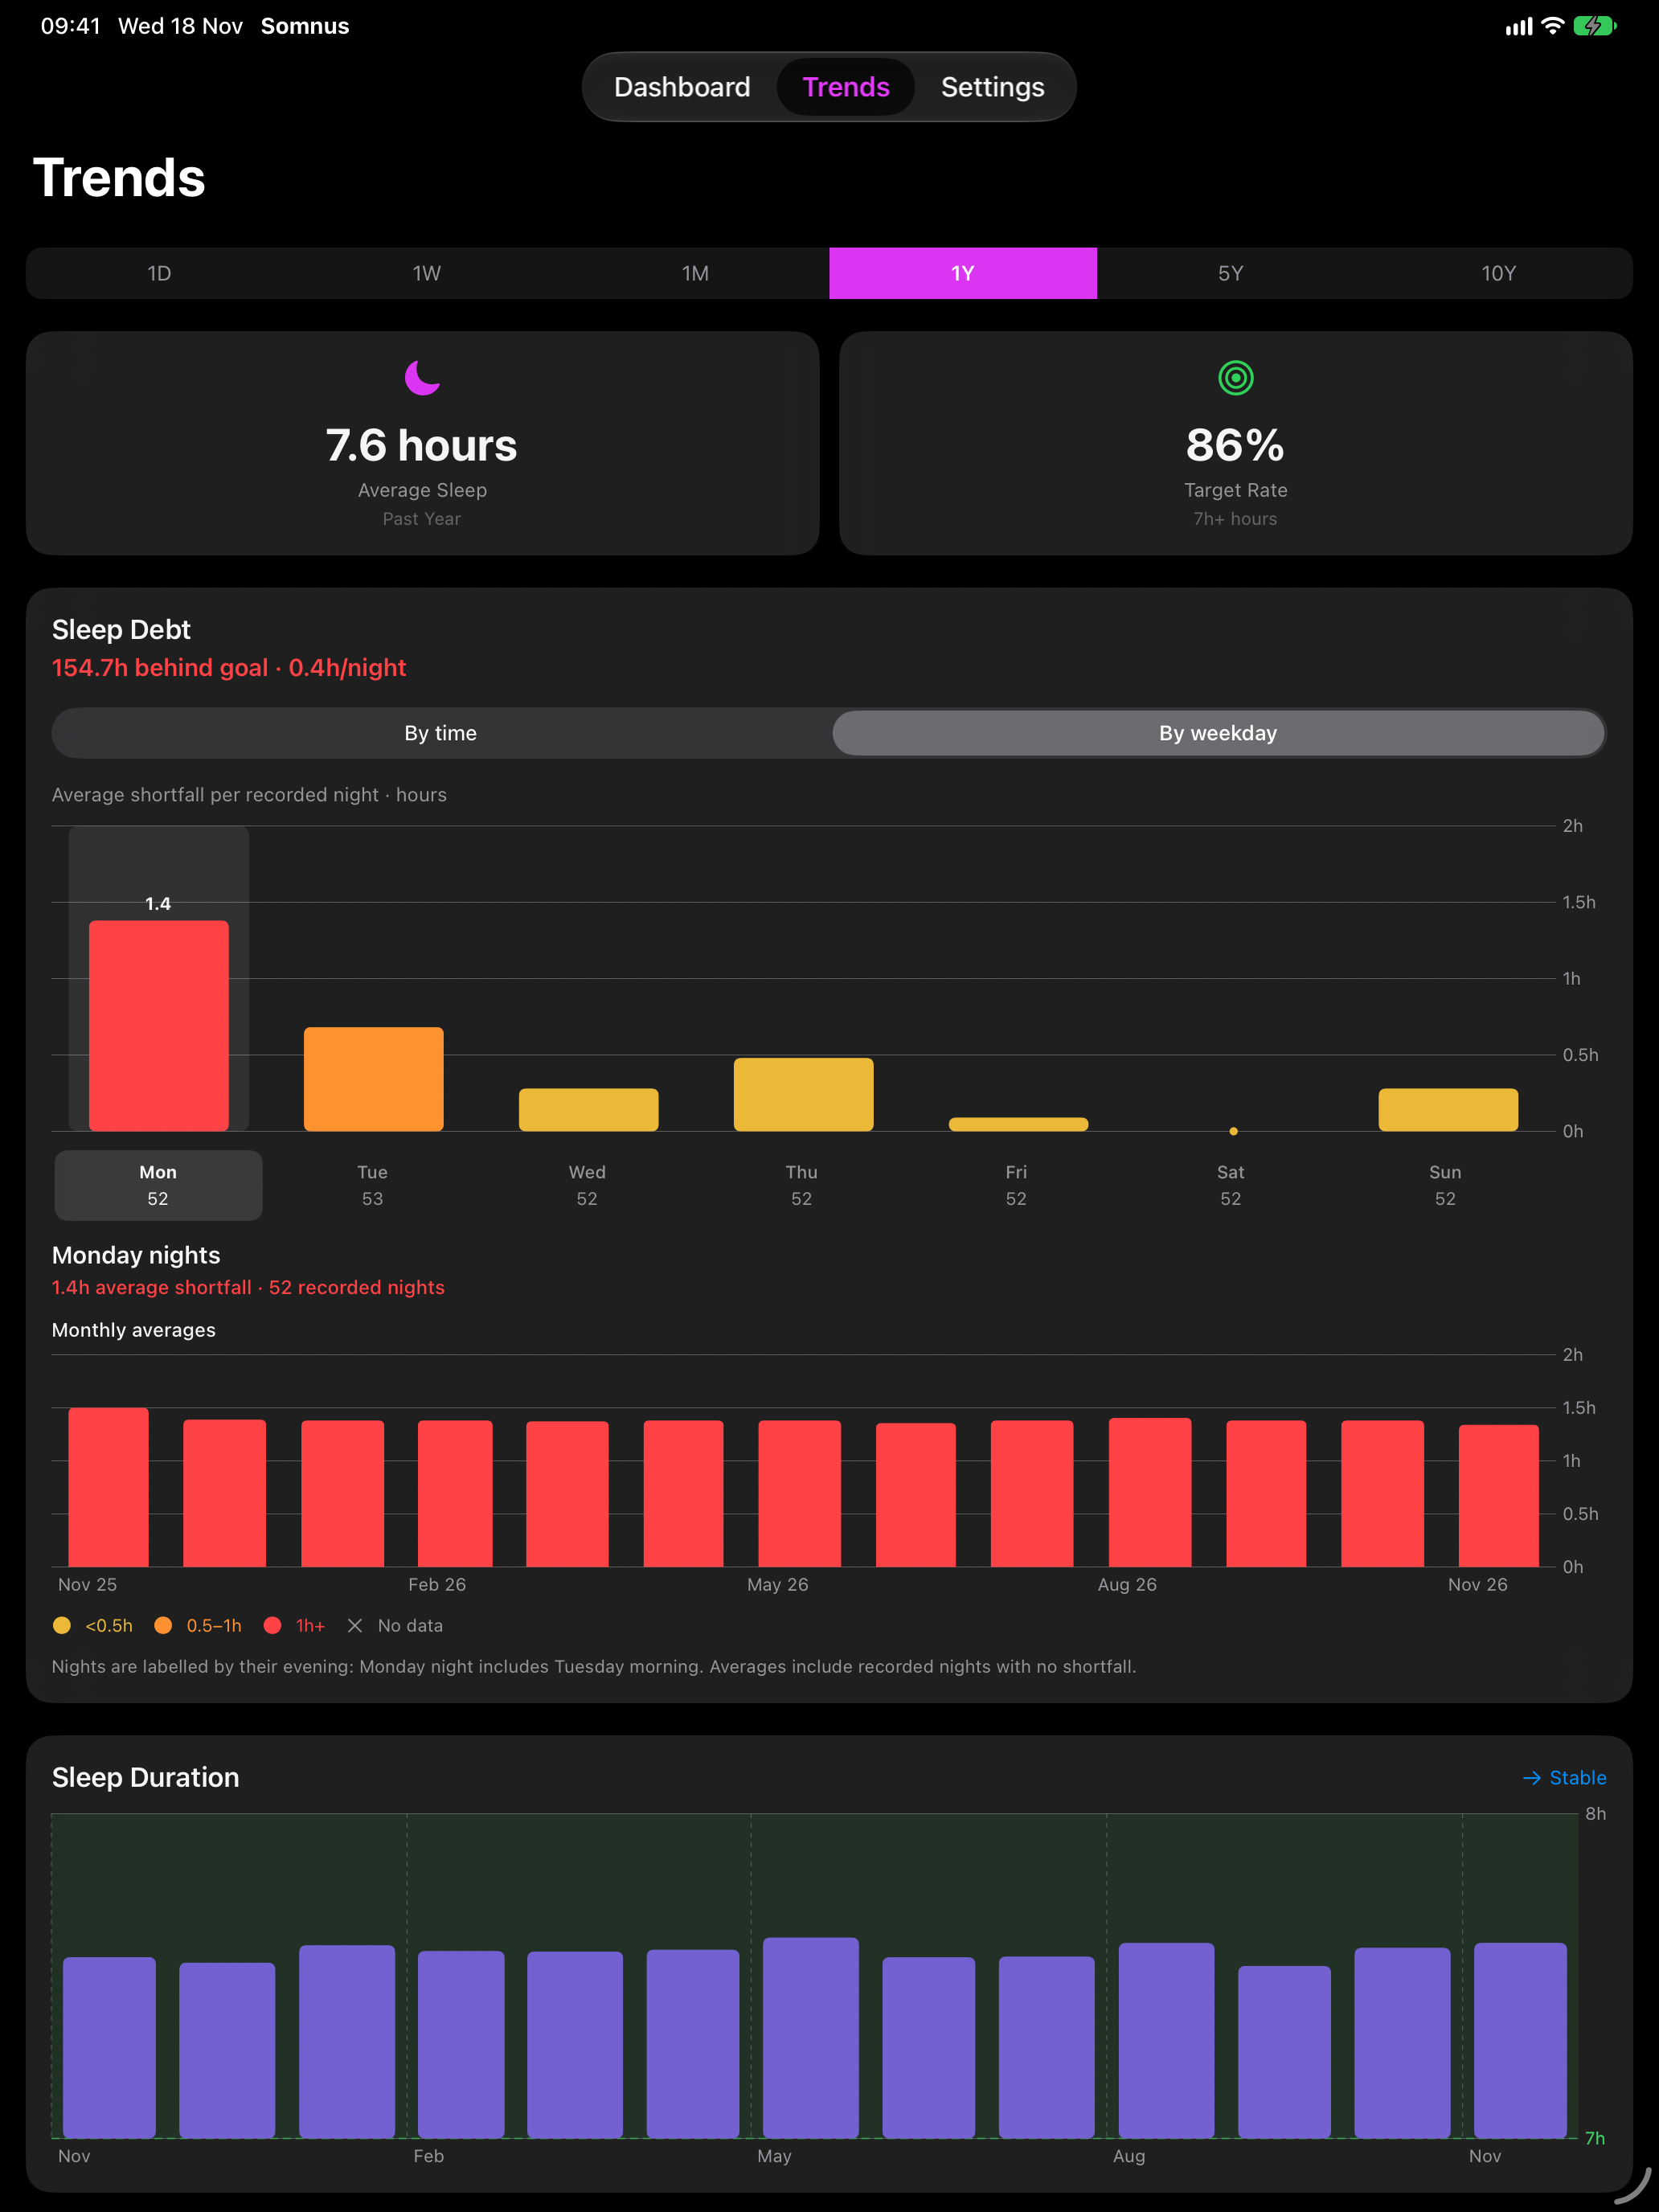 09:41 Wed 18 Nov Somnus
Dashboard Trends Settings
Trends
1D 1W 1M 1Y 5Y 10Y
7.6 hours
Average Sleep
Past Year
86%
Target Rate
7h+ hours
Sleep Debt
154.7h behind goal · 0.4h/night
By time By weekday
Average shortfall per recorded night · hours
2h
1.4
1.5h
1h
0.5h
0h
Mon Tue Wed Thu Fri Sat Sun
52 53 52 52 52 52 52
Monday nights
1.4h average shortfall · 52 recorded nights
Monthly averages
2h
1.5h
1h
0.5h
0h
Nov 25 Feb 26 May 26 Aug 26 Nov 26
<0.5h 0.5–1h 1h+ No data
Nights are labelled by their evening: Monday night includes Tuesday morning. Averages include recorded nights with no shortfall.
Sleep Duration
→ Stable
8h
7h
Nov Feb May Aug Nov